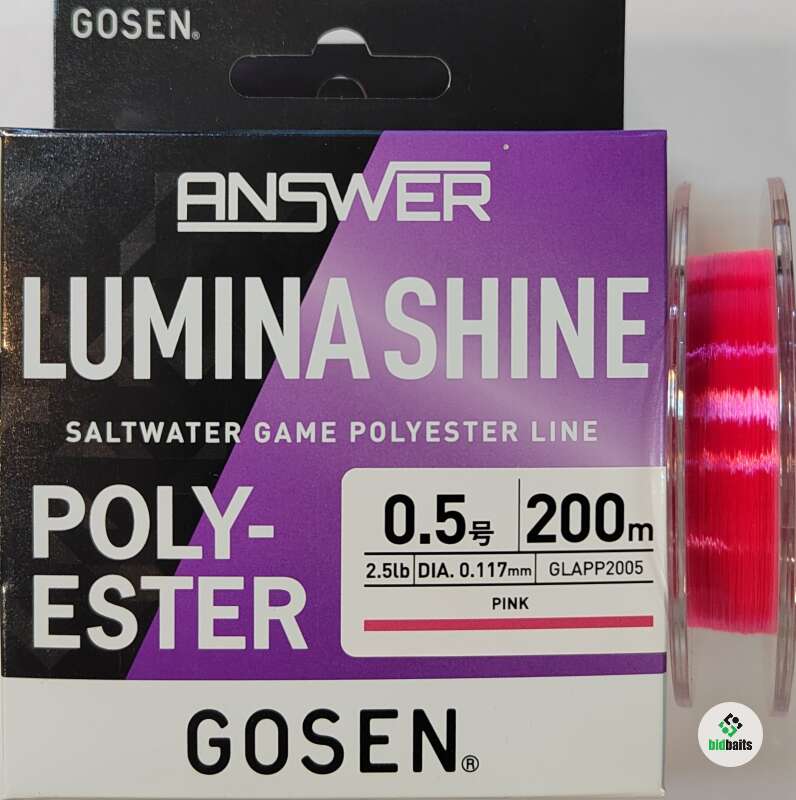 GOSEN®
ANSWER
LUMINA SHINE
SALTWATER GAME POLYESTER LINE
POLY-
ESTER
0.5号 200m
2.5lb DIA. 0.117mm GLAPP2005
PINK
GOSEN®
bidbaits